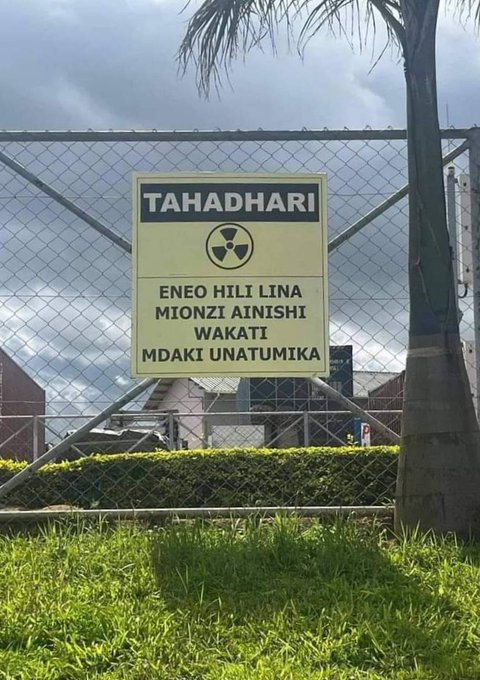 TAHADHARI
ENEO HILI LINA
MIONZI AINISHI
WAKATI
MDAKI UNATUMIKA